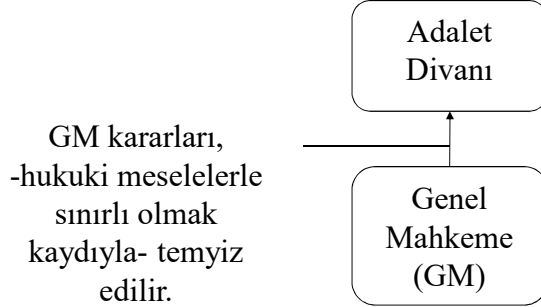 Adalet
Divanı
GM kararları,
-hukuki meselelerle
sınırlı olmak
kaydıyla- temyiz
edilir.
Genel
Mahkeme
(GM)